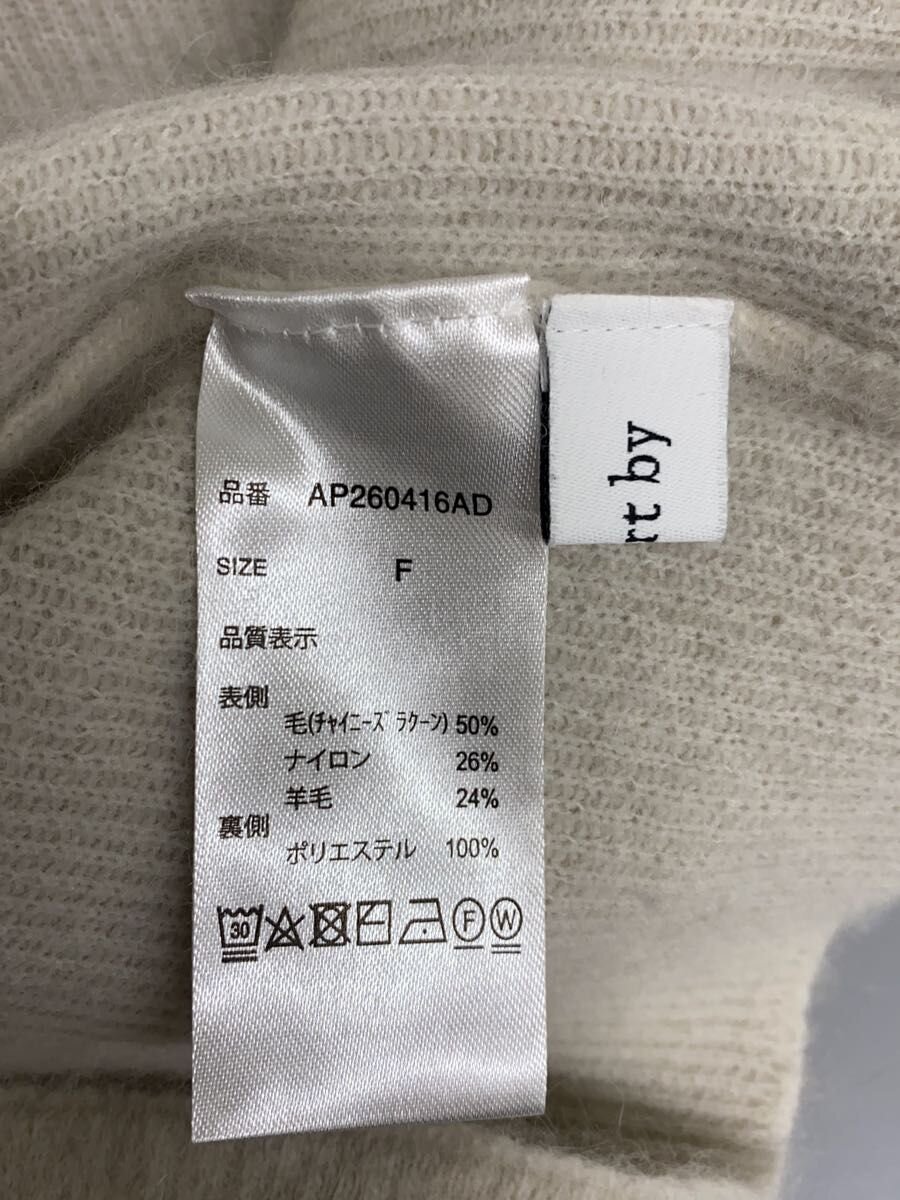 品番 AP260416AD
SIZE F
品質表示
表側
毛(ﾁｬｲﾆｰｽﾞﾗｸｰﾝ) 50%
ナイロン 26%
羊毛 24%
裏側
ポリエステル 100%
30 F W
rt by